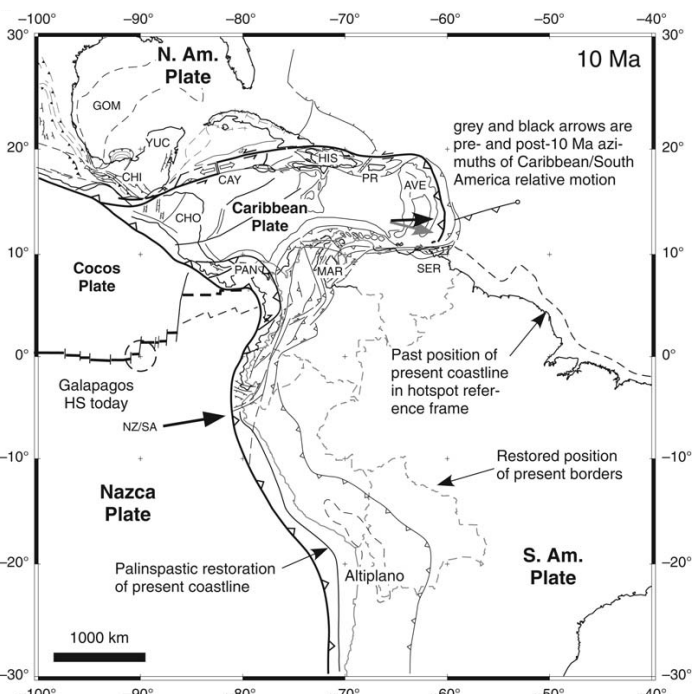 −100° −90° −80° −70° −60° −50° −40°
30° 30°
N. Am.
Plate
10 Ma
GOM
grey and black arrows are
pre- and post-10 Ma azi-
muths of Caribbean/South
America relative motion
YUC
20° 20°
CHI
HIS
CAY
PR
AVE
CHO
Caribbean
Plate
10° 10°
Cocos
Plate
PAN
MAR
SER
0° 0°
Galapagos
HS today
Past position of
present coastline
in hotspot refer-
ence frame
NZ/SA
−10° −10°
Restored position
of present borders
Nazca
Plate
−20° −20°
Palinspastic restoration
of present coastline
Altiplano
S. Am.
Plate
1000 km
−30° −30°
−100° −90° −80° −70° −60° −50° −40°